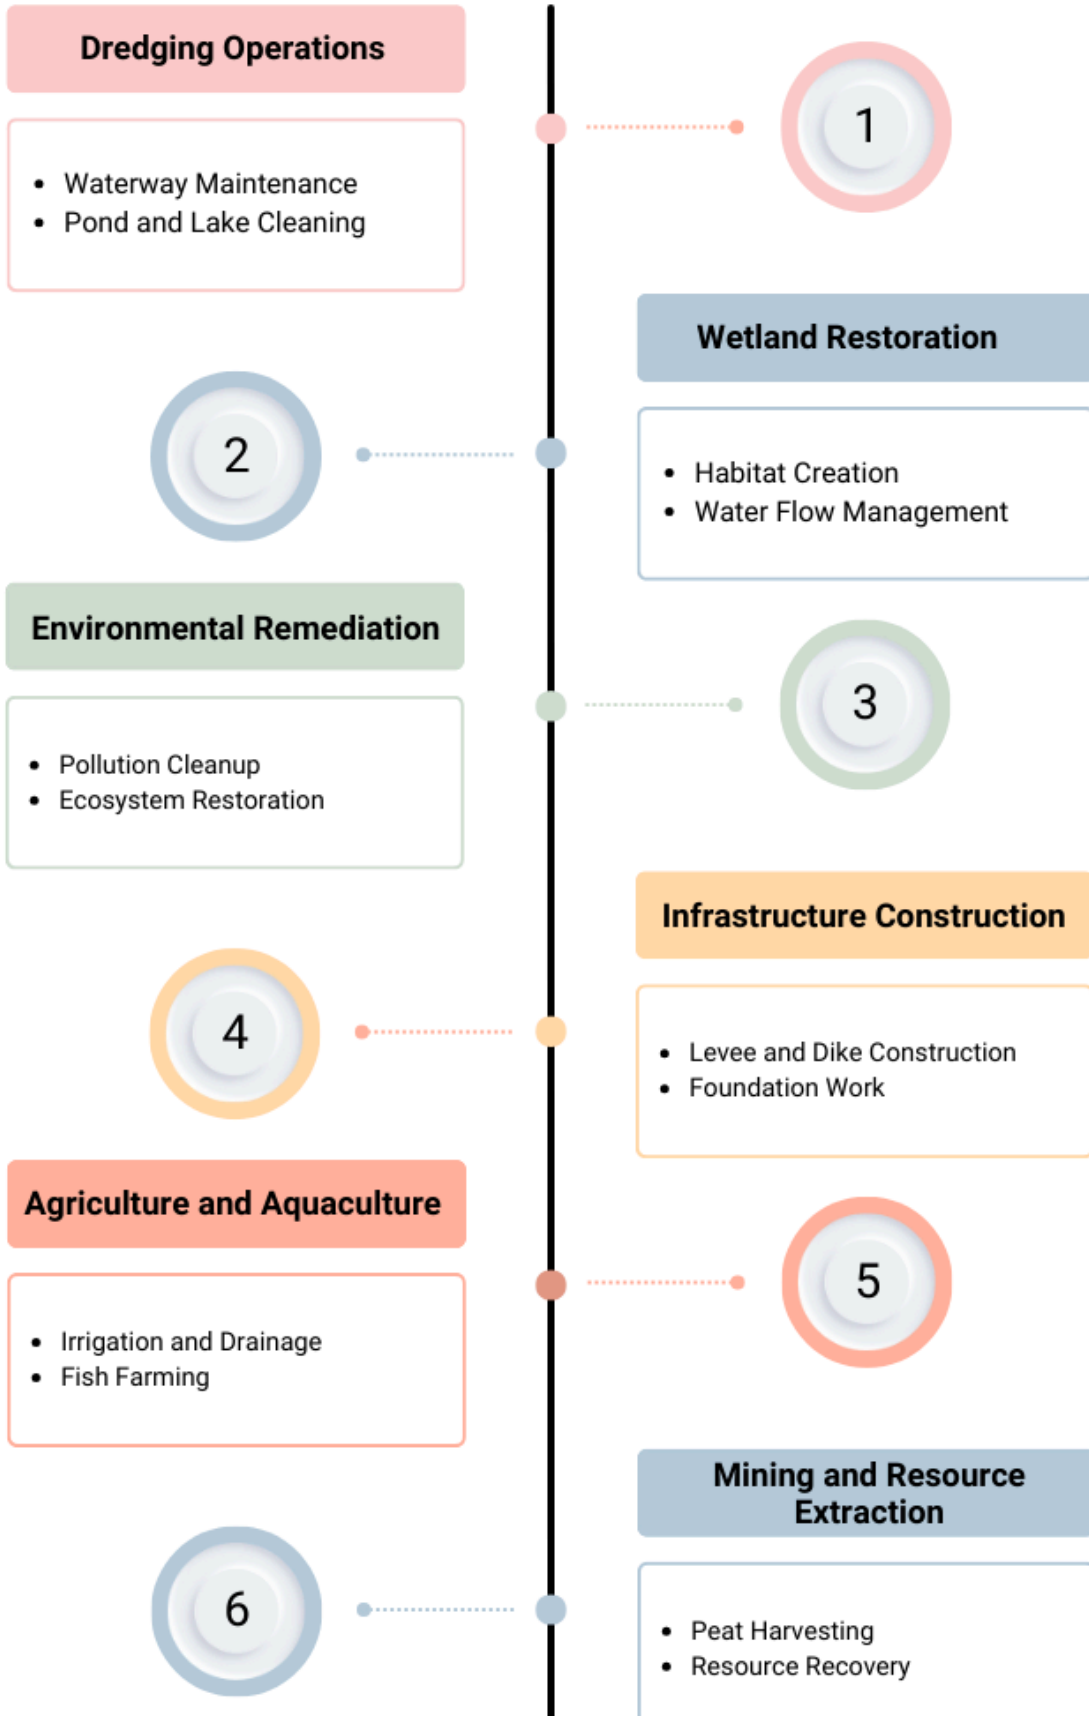 Dredging Operations
1
• Waterway Maintenance
• Pond and Lake Cleaning
Wetland Restoration
2
• Habitat Creation
• Water Flow Management
Environmental Remediation
3
• Pollution Cleanup
• Ecosystem Restoration
Infrastructure Construction
4
• Levee and Dike Construction
• Foundation Work
Agriculture and Aquaculture
5
• Irrigation and Drainage
• Fish Farming
Mining and Resource
Extraction
6
• Peat Harvesting
• Resource Recovery